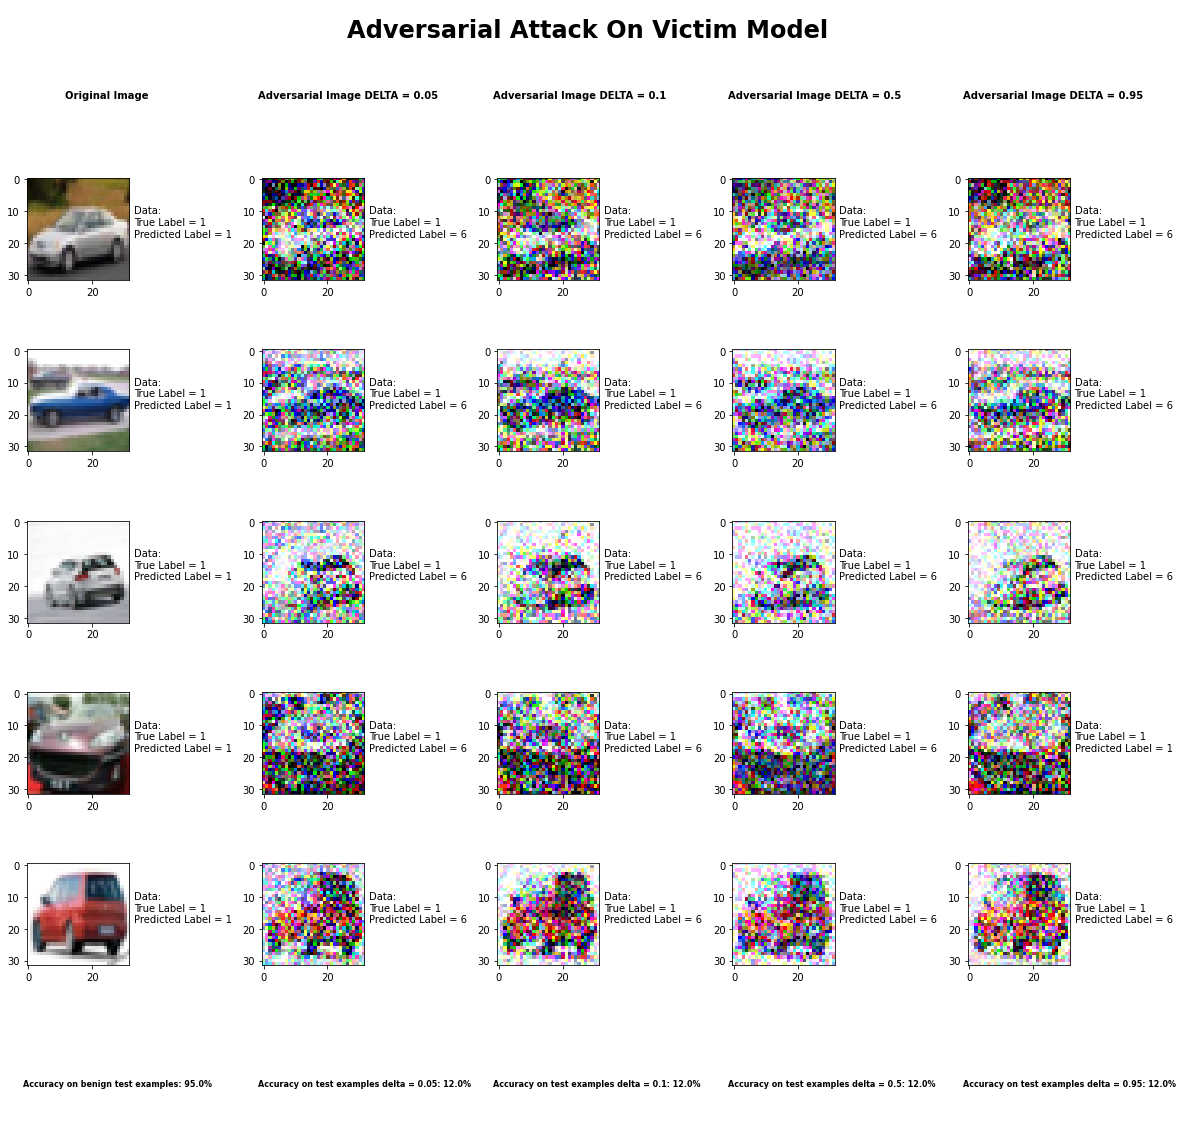 Adversarial Attack On Victim Model
Original Image
Adversarial Image DELTA = 0.05
Adversarial Image DELTA = 0.1
Adversarial Image DELTA = 0.5
Adversarial Image DELTA = 0.95
0
10
20
30
0 20
Data:
True Label = 1
Predicted Label = 1
0
10
20
30
0 20
Data:
True Label = 1
Predicted Label = 6
0
10
20
30
0 20
Data:
True Label = 1
Predicted Label = 6
0
10
20
30
0 20
Data:
True Label = 1
Predicted Label = 6
0
10
20
30
0 20
Data:
True Label = 1
Predicted Label = 6
0
10
20
30
0 20
Data:
True Label = 1
Predicted Label = 1
0
10
20
30
0 20
Data:
True Label = 1
Predicted Label = 6
0
10
20
30
0 20
Data:
True Label = 1
Predicted Label = 6
0
10
20
30
0 20
Data:
True Label = 1
Predicted Label = 6
0
10
20
30
0 20
Data:
True Label = 1
Predicted Label = 6
0
10
20
30
0 20
Data:
True Label = 1
Predicted Label = 1
0
10
20
30
0 20
Data:
True Label = 1
Predicted Label = 6
0
10
20
30
0 20
Data:
True Label = 1
Predicted Label = 6
0
10
20
30
0 20
Data:
True Label = 1
Predicted Label = 6
0
10
20
30
0 20
Data:
True Label = 1
Predicted Label = 6
0
10
20
30
0 20
Data:
True Label = 1
Predicted Label = 1
0
10
20
30
0 20
Data:
True Label = 1
Predicted Label = 6
0
10
20
30
0 20
Data:
True Label = 1
Predicted Label = 6
0
10
20
30
0 20
Data:
True Label = 1
Predicted Label = 6
0
10
20
30
0 20
Data:
True Label = 1
Predicted Label = 1
0
10
20
30
0 20
Data:
True Label = 1
Predicted Label = 1
0
10
20
30
0 20
Data:
True Label = 1
Predicted Label = 6
0
10
20
30
0 20
Data:
True Label = 1
Predicted Label = 6
0
10
20
30
0 20
Data:
True Label = 1
Predicted Label = 6
0
10
20
30
0 20
Data:
True Label = 1
Predicted Label = 6
Accuracy on benign test examples: 95.0%
Accuracy on test examples delta = 0.05: 12.0%
Accuracy on test examples delta = 0.1: 12.0%
Accuracy on test examples delta = 0.5: 12.0%
Accuracy on test examples delta = 0.95: 12.0%